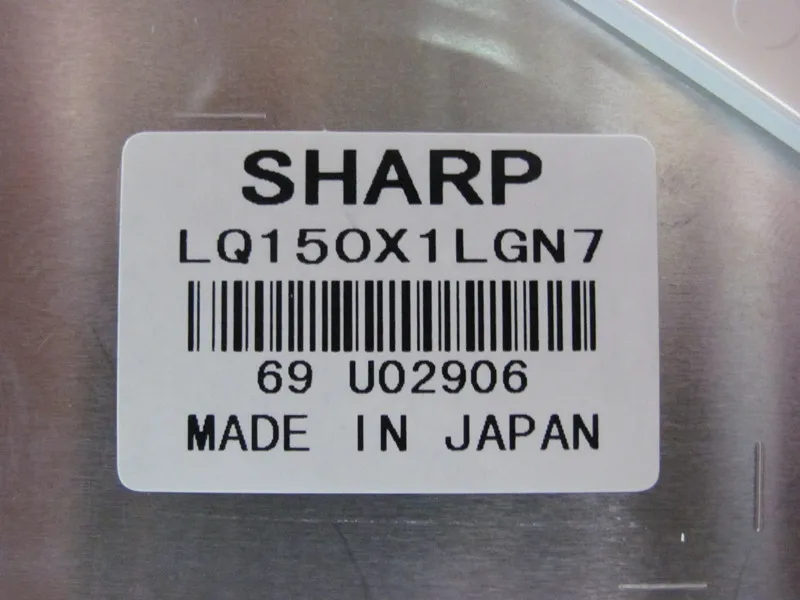 SHARP
LQ150X1LGN7
69 U02906
MADE IN JAPAN